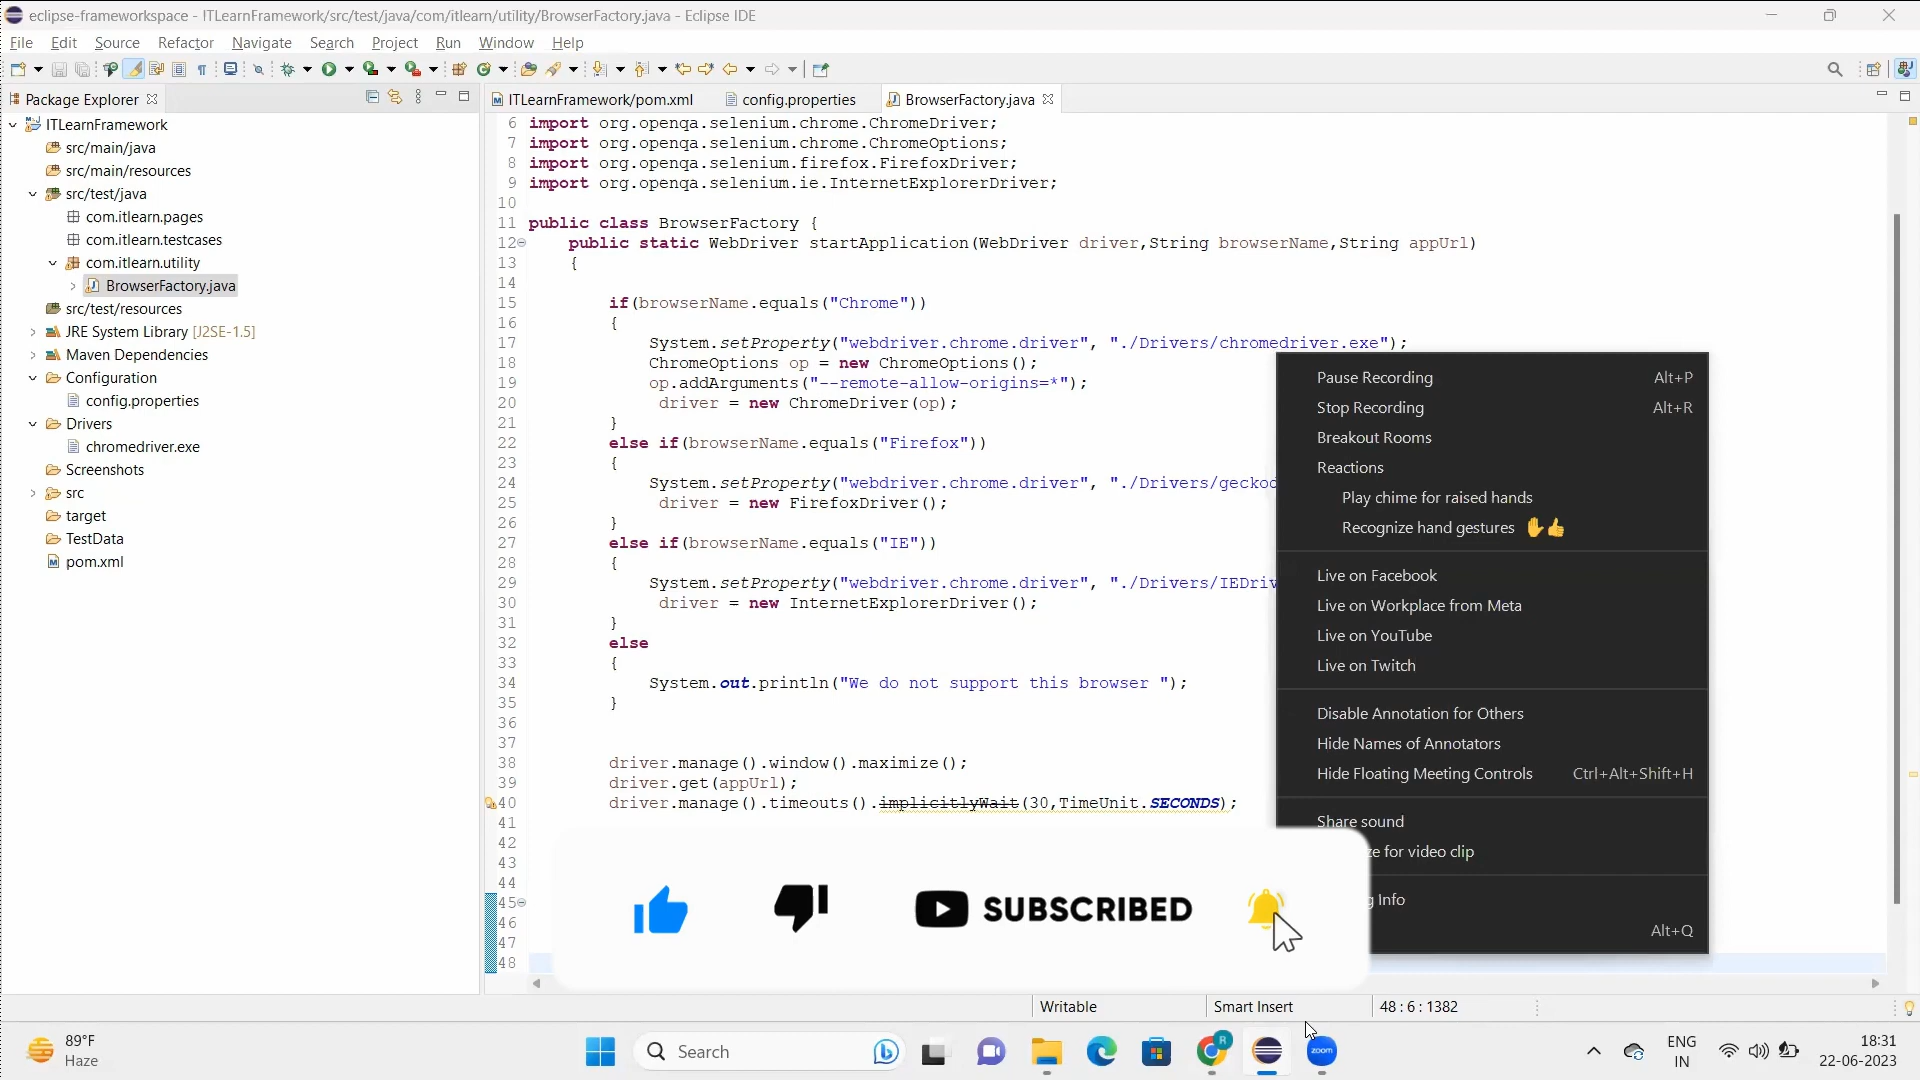 eclipse-frameworkspace - ITLearnFramework/src/test/java/com/itlearn/utility/BrowserFactory.java - Eclipse IDE
File Edit Source Refactor Navigate Search Project Run Window Help
Package Explorer
ITLearnFramework
src/main/java
src/main/resources
src/test/java
com.itlearn.pages
com.itlearn.testcases
com.itlearn.utility
BrowserFactory.java
src/test/resources
JRE System Library [J2SE-1.5]
Maven Dependencies
Configuration
config.properties
Drivers
chromedriver.exe
Screenshots
src
target
TestData
pom.xml
ITLearnFramework/pom.xml config.properties BrowserFactory.java
6 import org.openqa.selenium.chrome.ChromeDriver;
7 import org.openqa.selenium.chrome.ChromeOptions;
8 import org.openqa.selenium.firefox.FirefoxDriver;
9 import org.openqa.selenium.ie.InternetExplorerDriver;
10
11 public class BrowserFactory {
12 public static WebDriver startApplication(WebDriver driver,String browserName,String appUrl)
13 {
14
15 if(browserName.equals("Chrome"))
16 {
17 System.setProperty("webdriver.chrome.driver", "./Drivers/chromedriver.exe");
18 ChromeOptions op = new ChromeOptions();
19 op.addArguments("--remote-allow-origins=*");
20 driver = new ChromeDriver(op);
21 }
22 else if(browserName.equals("Firefox"))
23 {
24 System.setProperty("webdriver.chrome.driver", "./Drivers/geckod
25 driver = new FirefoxDriver();
26 }
27 else if(browserName.equals("IE"))
28 {
29 System.setProperty("webdriver.chrome.driver", "./Drivers/IEDriv
30 driver = new InternetExplorerDriver();
31 }
32 else
33 {
34 System.out.println("We do not support this browser ");
35 }
36
37
38 driver.manage().window().maximize();
39 driver.get(appUrl);
40 driver.manage().timeouts().implicitlyWait(30,TimeUnit.SECONDS);
41
42
43
44
45
46
47
48
Pause Recording Alt+P
Stop Recording Alt+R
Breakout Rooms
Reactions
Play chime for raised hands
Recognize hand gestures
Live on Facebook
Live on Workplace from Meta
Live on YouTube
Live on Twitch
Disable Annotation for Others
Hide Names of Annotators
Hide Floating Meeting Controls Ctrl+Alt+Shift+H
Share sound
ze for video clip
g Info
Alt+Q
SUBSCRIBED
Writable Smart Insert 48 : 6 : 1382
89°F
Haze
Search
R
zoom
ENG
IN
18:31
22-06-2023